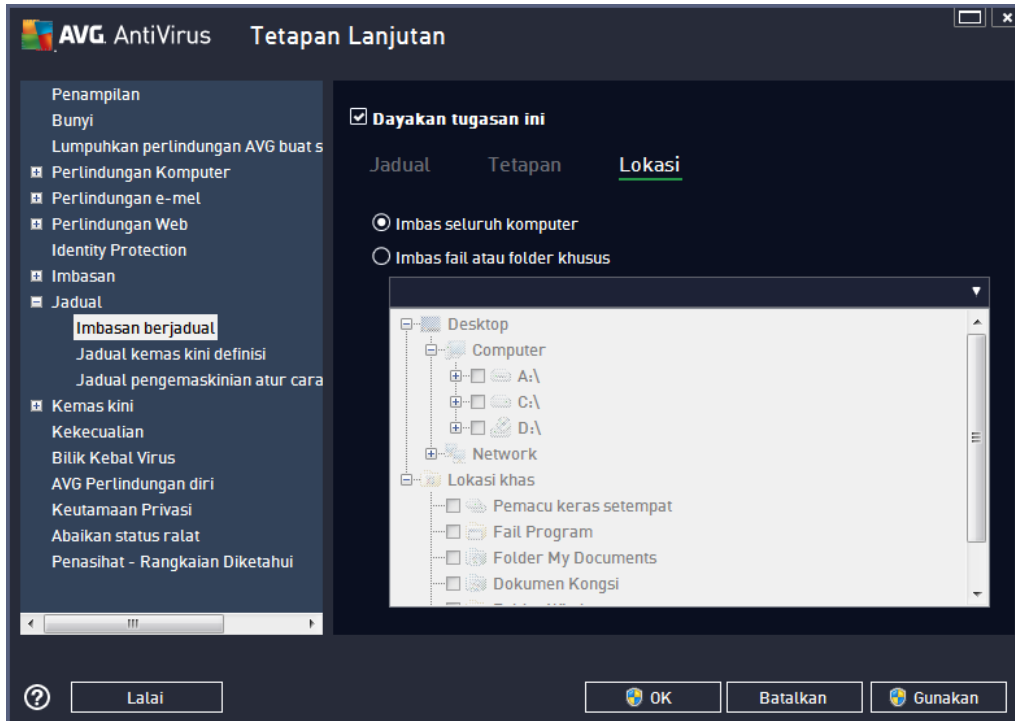 AVG AntiVirus Tetapan Lanjutan
Penampilan
Bunyi
Lumpuhkan perlindungan AVG buat s
Perlindungan Komputer
Perlindungan e-mel
Perlindungan Web
Identity Protection
Imbasan
Jadual
Imbasan berjadual
Jadual kemas kini definisi
Jadual pengemaskinian atur cara
Kemas kini
Kekecualian
Bilik Kebal Virus
AVG Perlindungan diri
Keutamaan Privasi
Abaikan status ralat
Penasihat - Rangkaian Diketahui
Dayakan tugasan ini
Jadual Tetapan Lokasi
Imbas seluruh komputer
Imbas fail atau folder khusus
Desktop
Computer
A:\
C:\
D:\
Network
Lokasi khas
Pemacu keras setempat
Fail Program
Folder My Documents
Dokumen Kongsi
Lalai OK Batalkan Gunakan